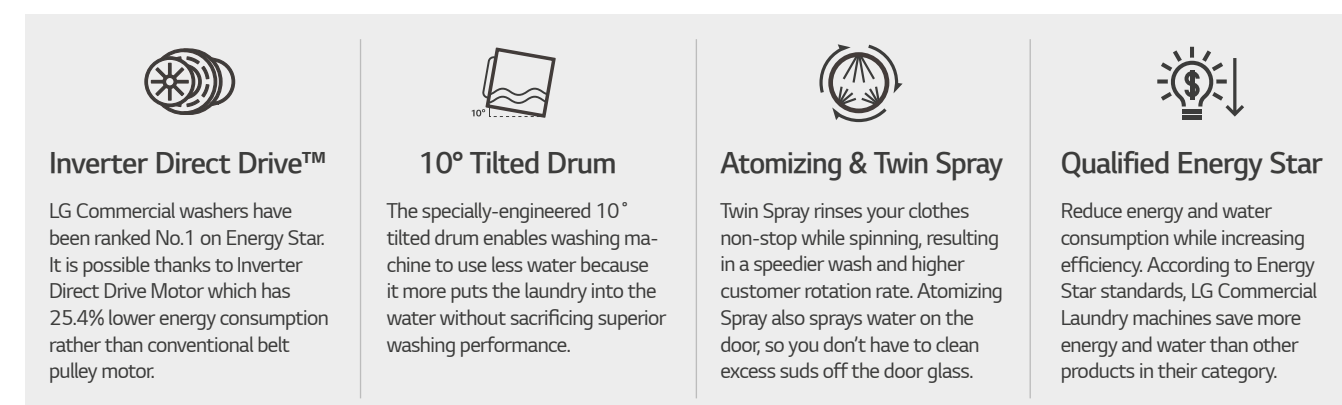 Inverter Direct Drive™
LG Commercial washers have
been ranked No.1 on Energy Star.
It is possible thanks to Inverter
Direct Drive Motor which has
25.4% lower energy consumption
rather than conventional belt
pulley motor.
10°
10° Tilted Drum
The specially-engineered 10˚
tilted drum enables washing ma-
chine to use less water because
it more puts the laundry into the
water without sacrificing superior
washing performance.
Atomizing & Twin Spray
Twin Spray rinses your clothes
non-stop while spinning, resulting
in a speedier wash and higher
customer rotation rate. Atomizing
Spray also sprays water on the
door, so you don’t have to clean
excess suds off the door glass.
$
Qualified Energy Star
Reduce energy and water
consumption while increasing
efficiency. According to Energy
Star standards, LG Commercial
Laundry machines save more
energy and water than other
products in their category.